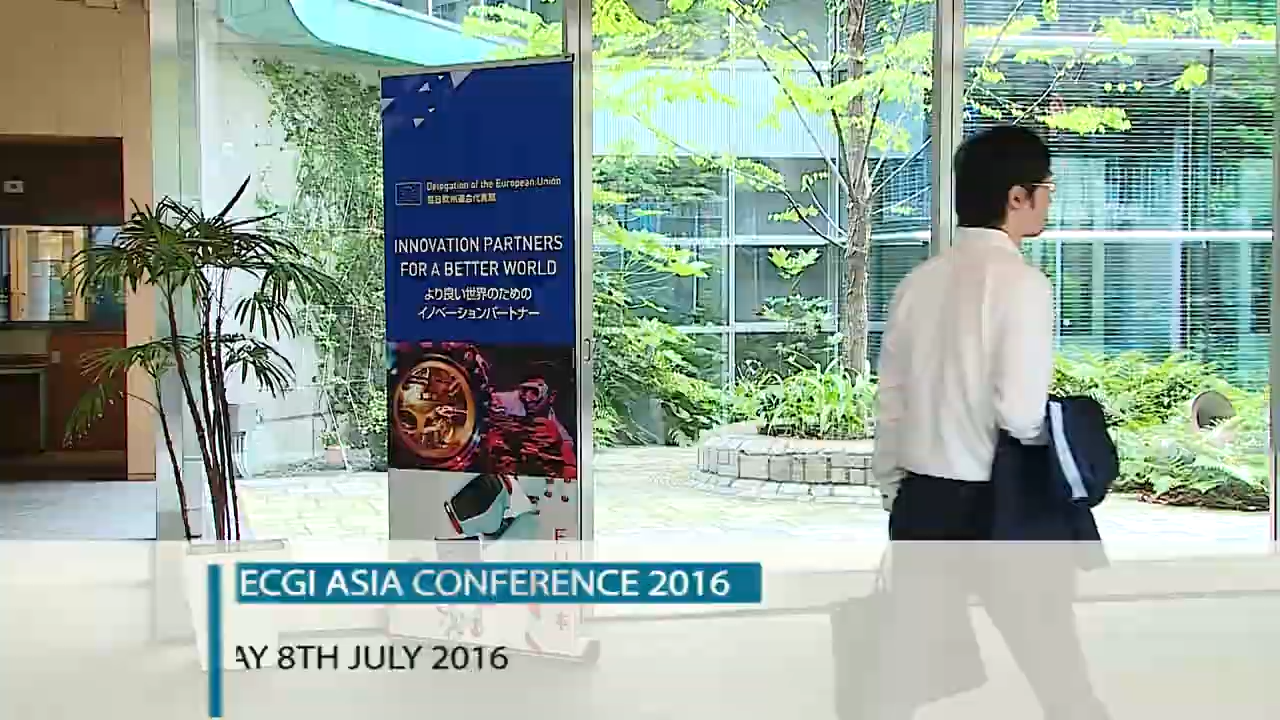 Delegation of the European Union
駐日欧州連合代表部
INNOVATION PARTNERS
FOR A BETTER WORLD
より良い世界のための
イノベーションパートナー
ECGI ASIA CONFERENCE 2016
AY 8TH JULY 2016